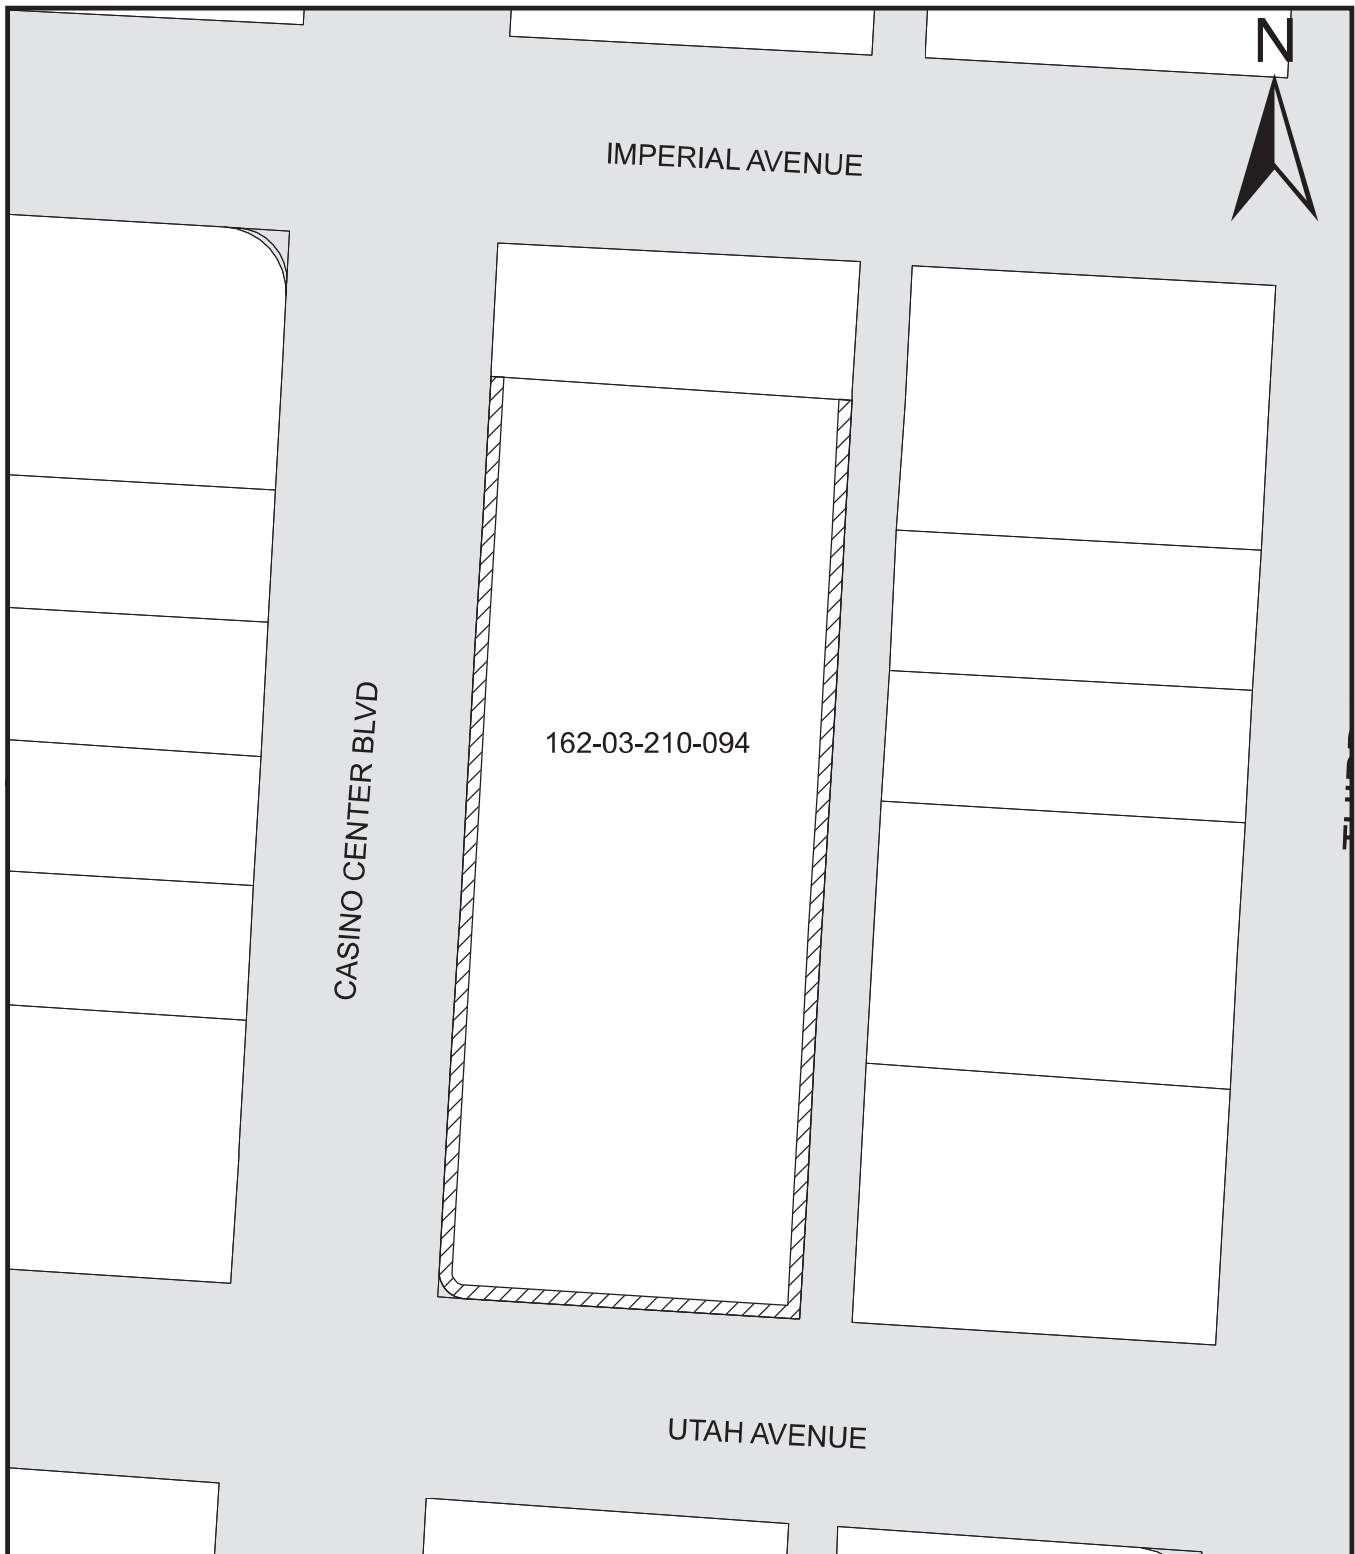 N
IMPERIAL AVENUE
CASINO CENTER BLVD
162-03-210-094
UTAH AVENUE